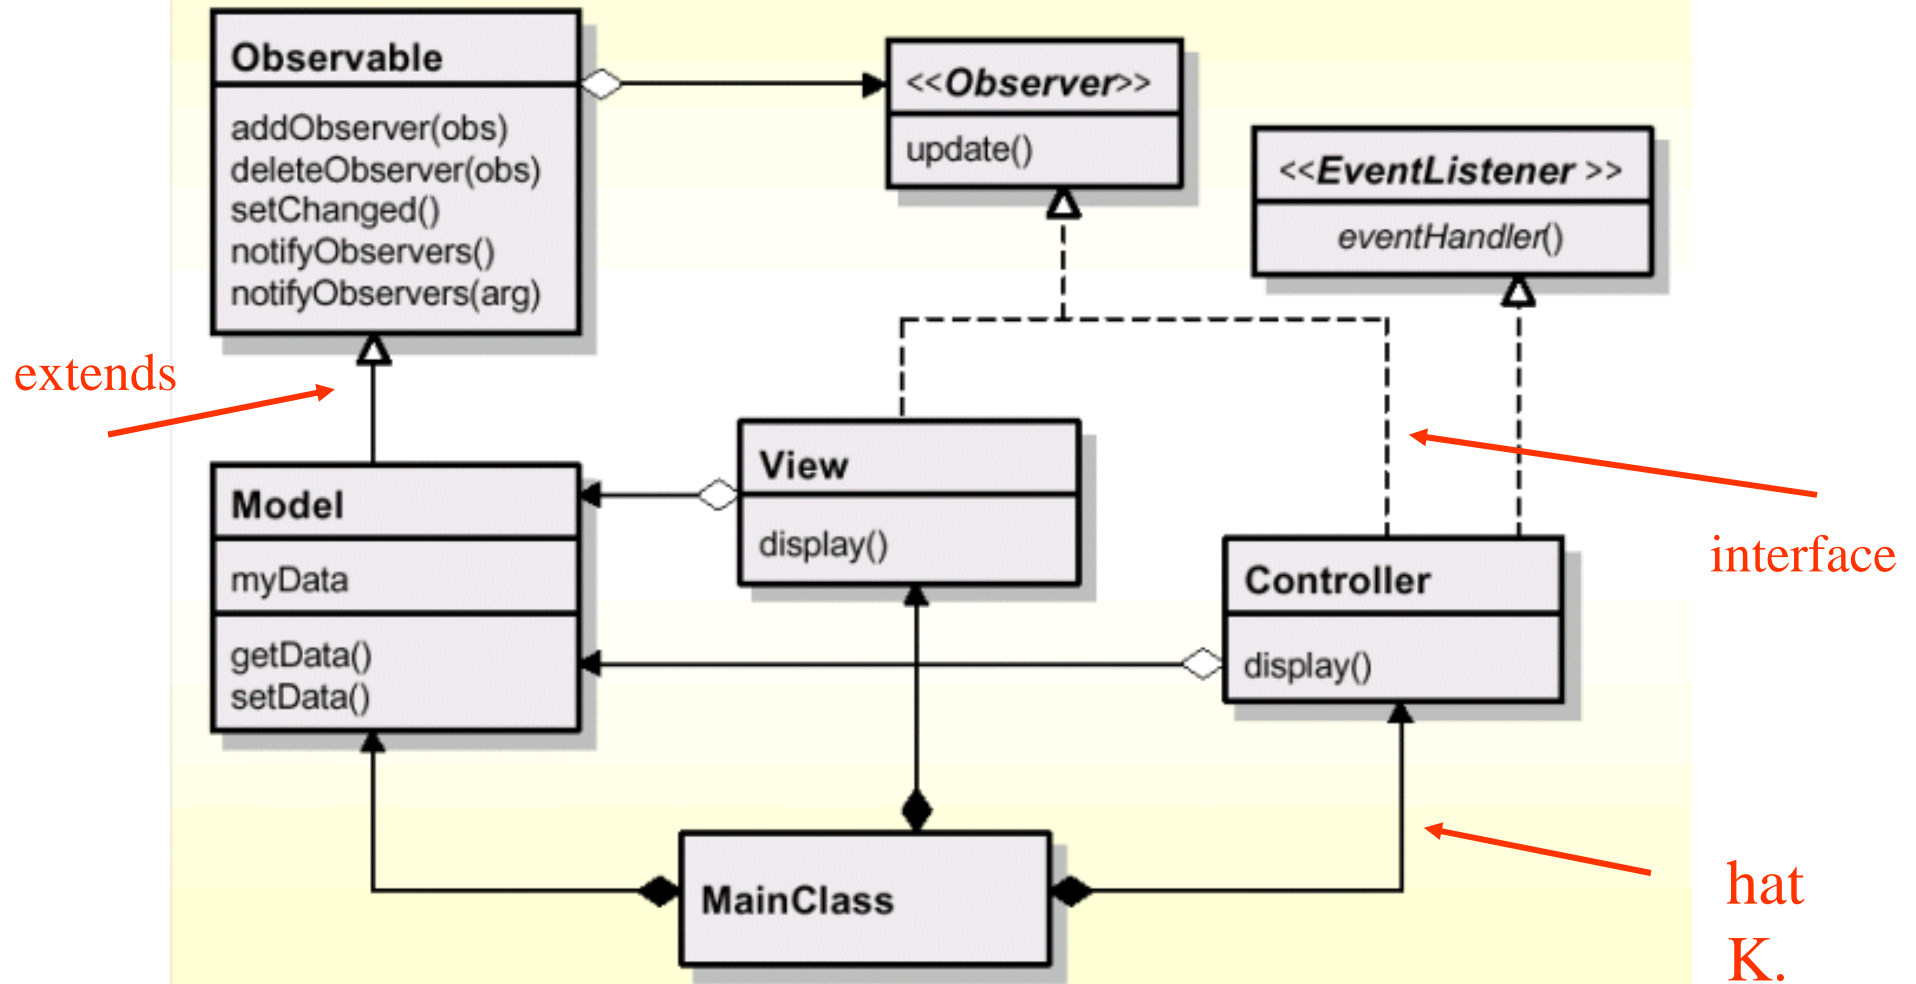 Observable
addObserver(obs)
deleteObserver(obs)
setChanged()
notifyObservers()
notifyObservers(arg)
<<Observer>>
update()
<<EventListener >>
eventHandler()
extends
Model
myData
getData()
setData()
View
display()
Controller
display()
interface
MainClass
hat
K.